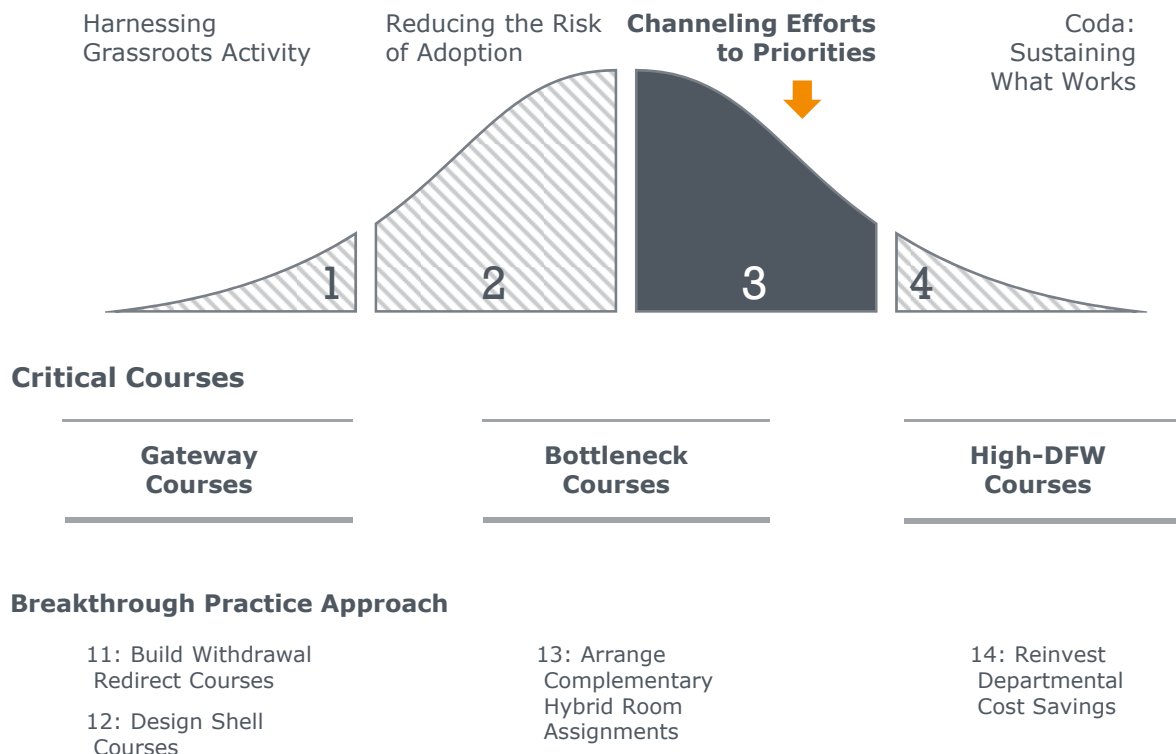 Harnessing
Grassroots Activity
Reducing the Risk
of Adoption
Channeling Efforts
to Priorities
Coda:
Sustaining
What Works
1
2
3
4
Critical Courses
Gateway
Courses
Bottleneck
Courses
High-DFW
Courses
Breakthrough Practice Approach
11: Build Withdrawal
Redirect Courses
12: Design Shell
Courses
13: Arrange
Complementary
Hybrid Room
Assignments
14: Reinvest
Departmental
Cost Savings